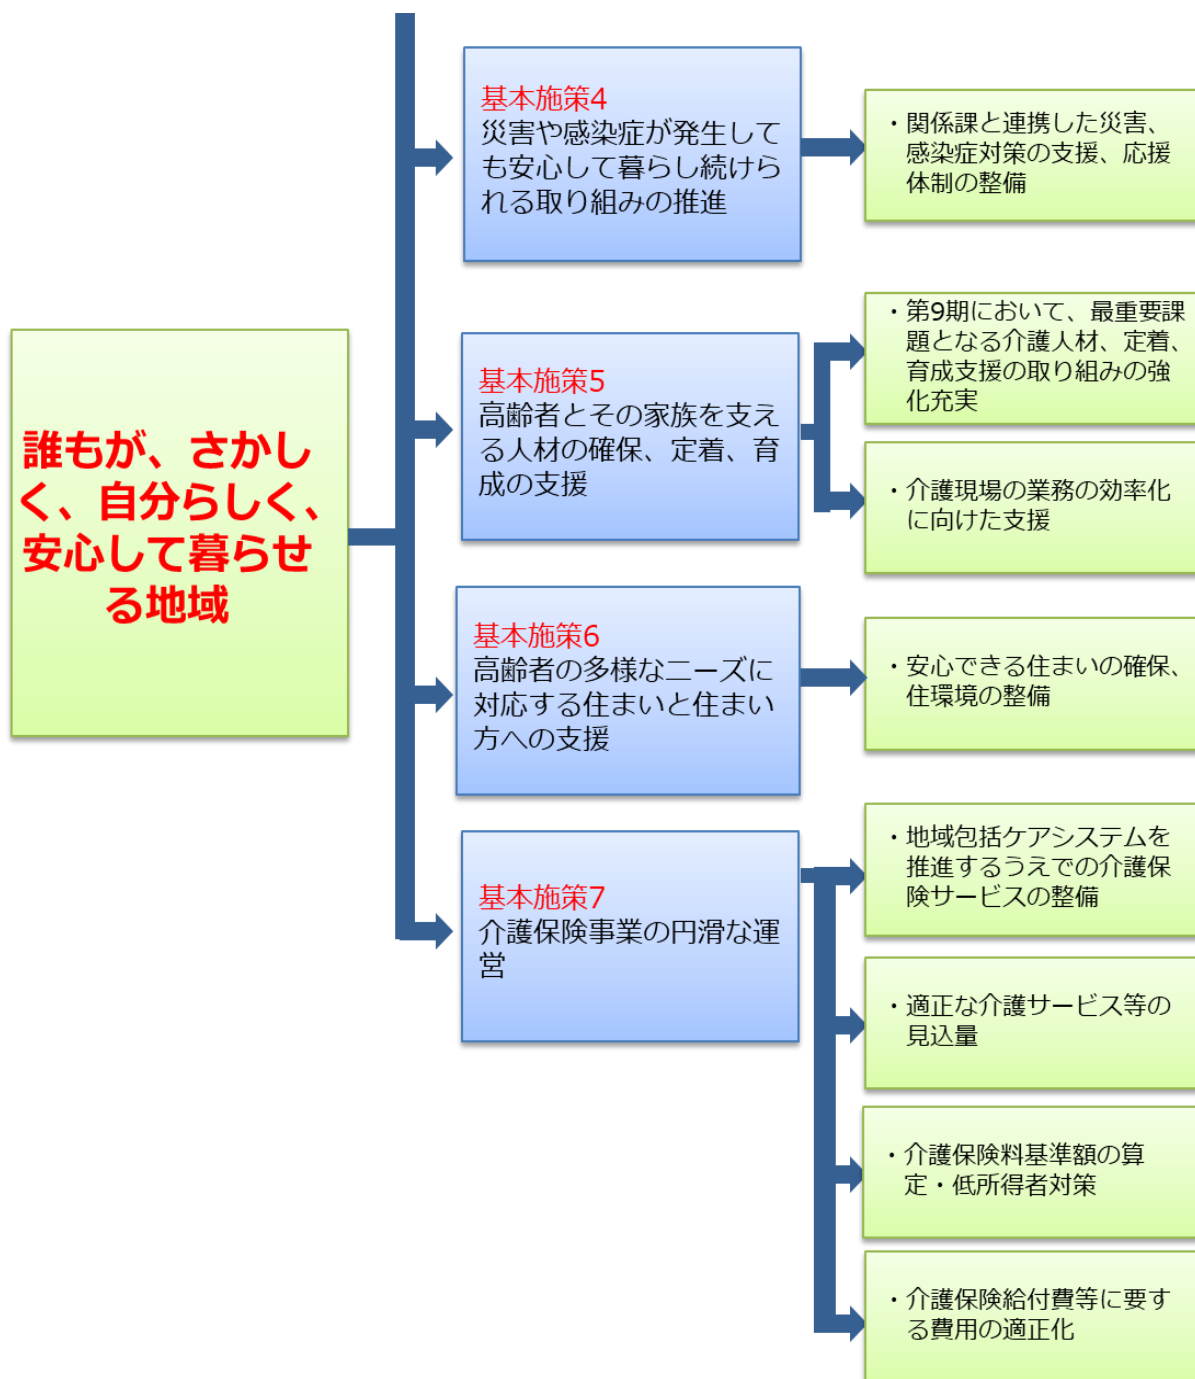 誰もが、さかし
く、自分らしく、
安心して暮らせ
る地域
基本施策4
災害や感染症が発生して
も安心して暮らし続けら
れる取り組みの推進
・関係課と連携した災害、
感染症対策の支援、応援
体制の整備
基本施策5
高齢者とその家族を支え
る人材の確保、定着、育
成の支援
・第9期において、最重要課
題となる介護人材、定着、
育成支援の取り組みの強
化充実
・介護現場の業務の効率化
に向けた支援
基本施策6
高齢者の多様なニーズに
対応する住まいと住まい
方への支援
・安心できる住まいの確保、
住環境の整備
基本施策7
介護保険事業の円滑な運
営
・地域包括ケアシステムを
推進するうえでの介護保
険サービスの整備
・適正な介護サービス等の
見込量
・介護保険料基準額の算
定・低所得者対策
・介護保険給付費等に要す
る費用の適正化